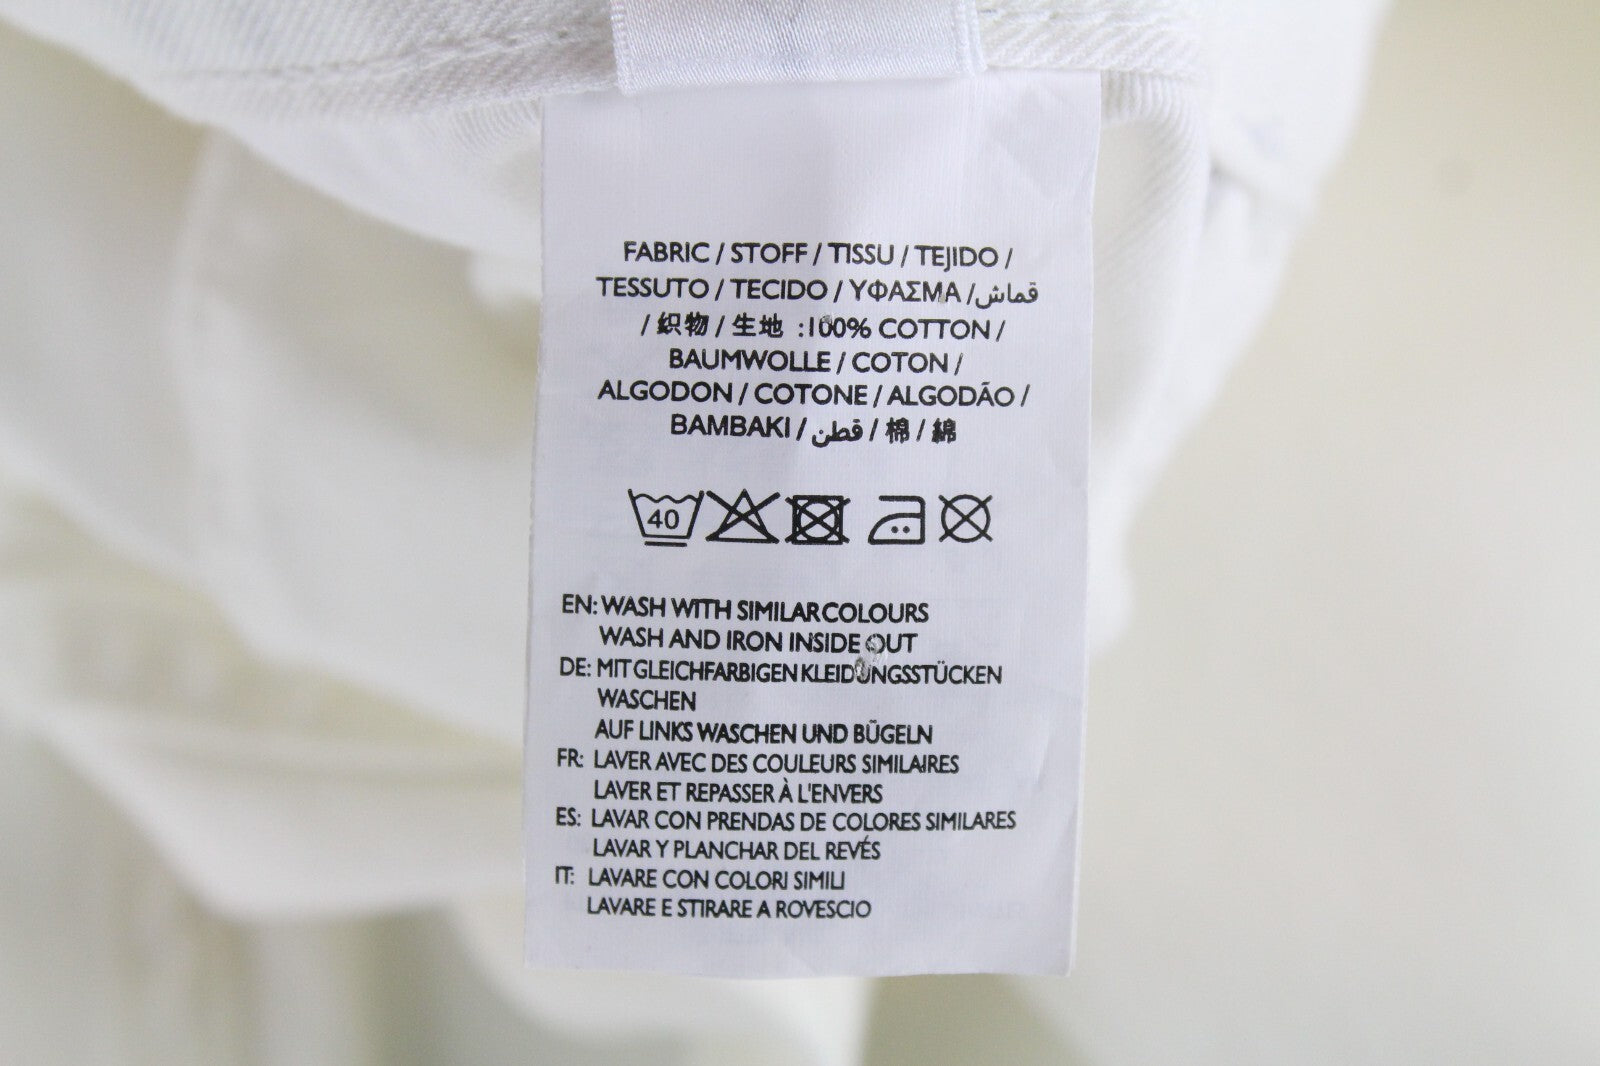 FABRIC / STOFF / TISSU / TEJIDO /
TESSUTO / TECIDO / ΥΦΑΣΜΑ / قماش
/ 織物 / 生地 :100% COTTON /
BAUMWOLLE / COTON /
ALGODON / COTONE / ALGODÃO /
BAMBAKI / قطن / 棉 / 綿
40
EN: WASH WITH SIMILAR COLOURS
WASH AND IRON INSIDE OUT
DE: MIT GLEICHFARBIGEN KLEIDUNGSSTÜCKEN
WASCHEN
AUF LINKS WASCHEN UND BÜGELN
FR: LAVER AVEC DES COULEURS SIMILAIRES
LAVER ET REPASSER À L'ENVERS
ES: LAVAR CON PRENDAS DE COLORES SIMILARES
LAVAR Y PLANCHAR DEL REVÉS
IT: LAVARE CON COLORI SIMILI
LAVARE E STIRARE A ROVESCIO